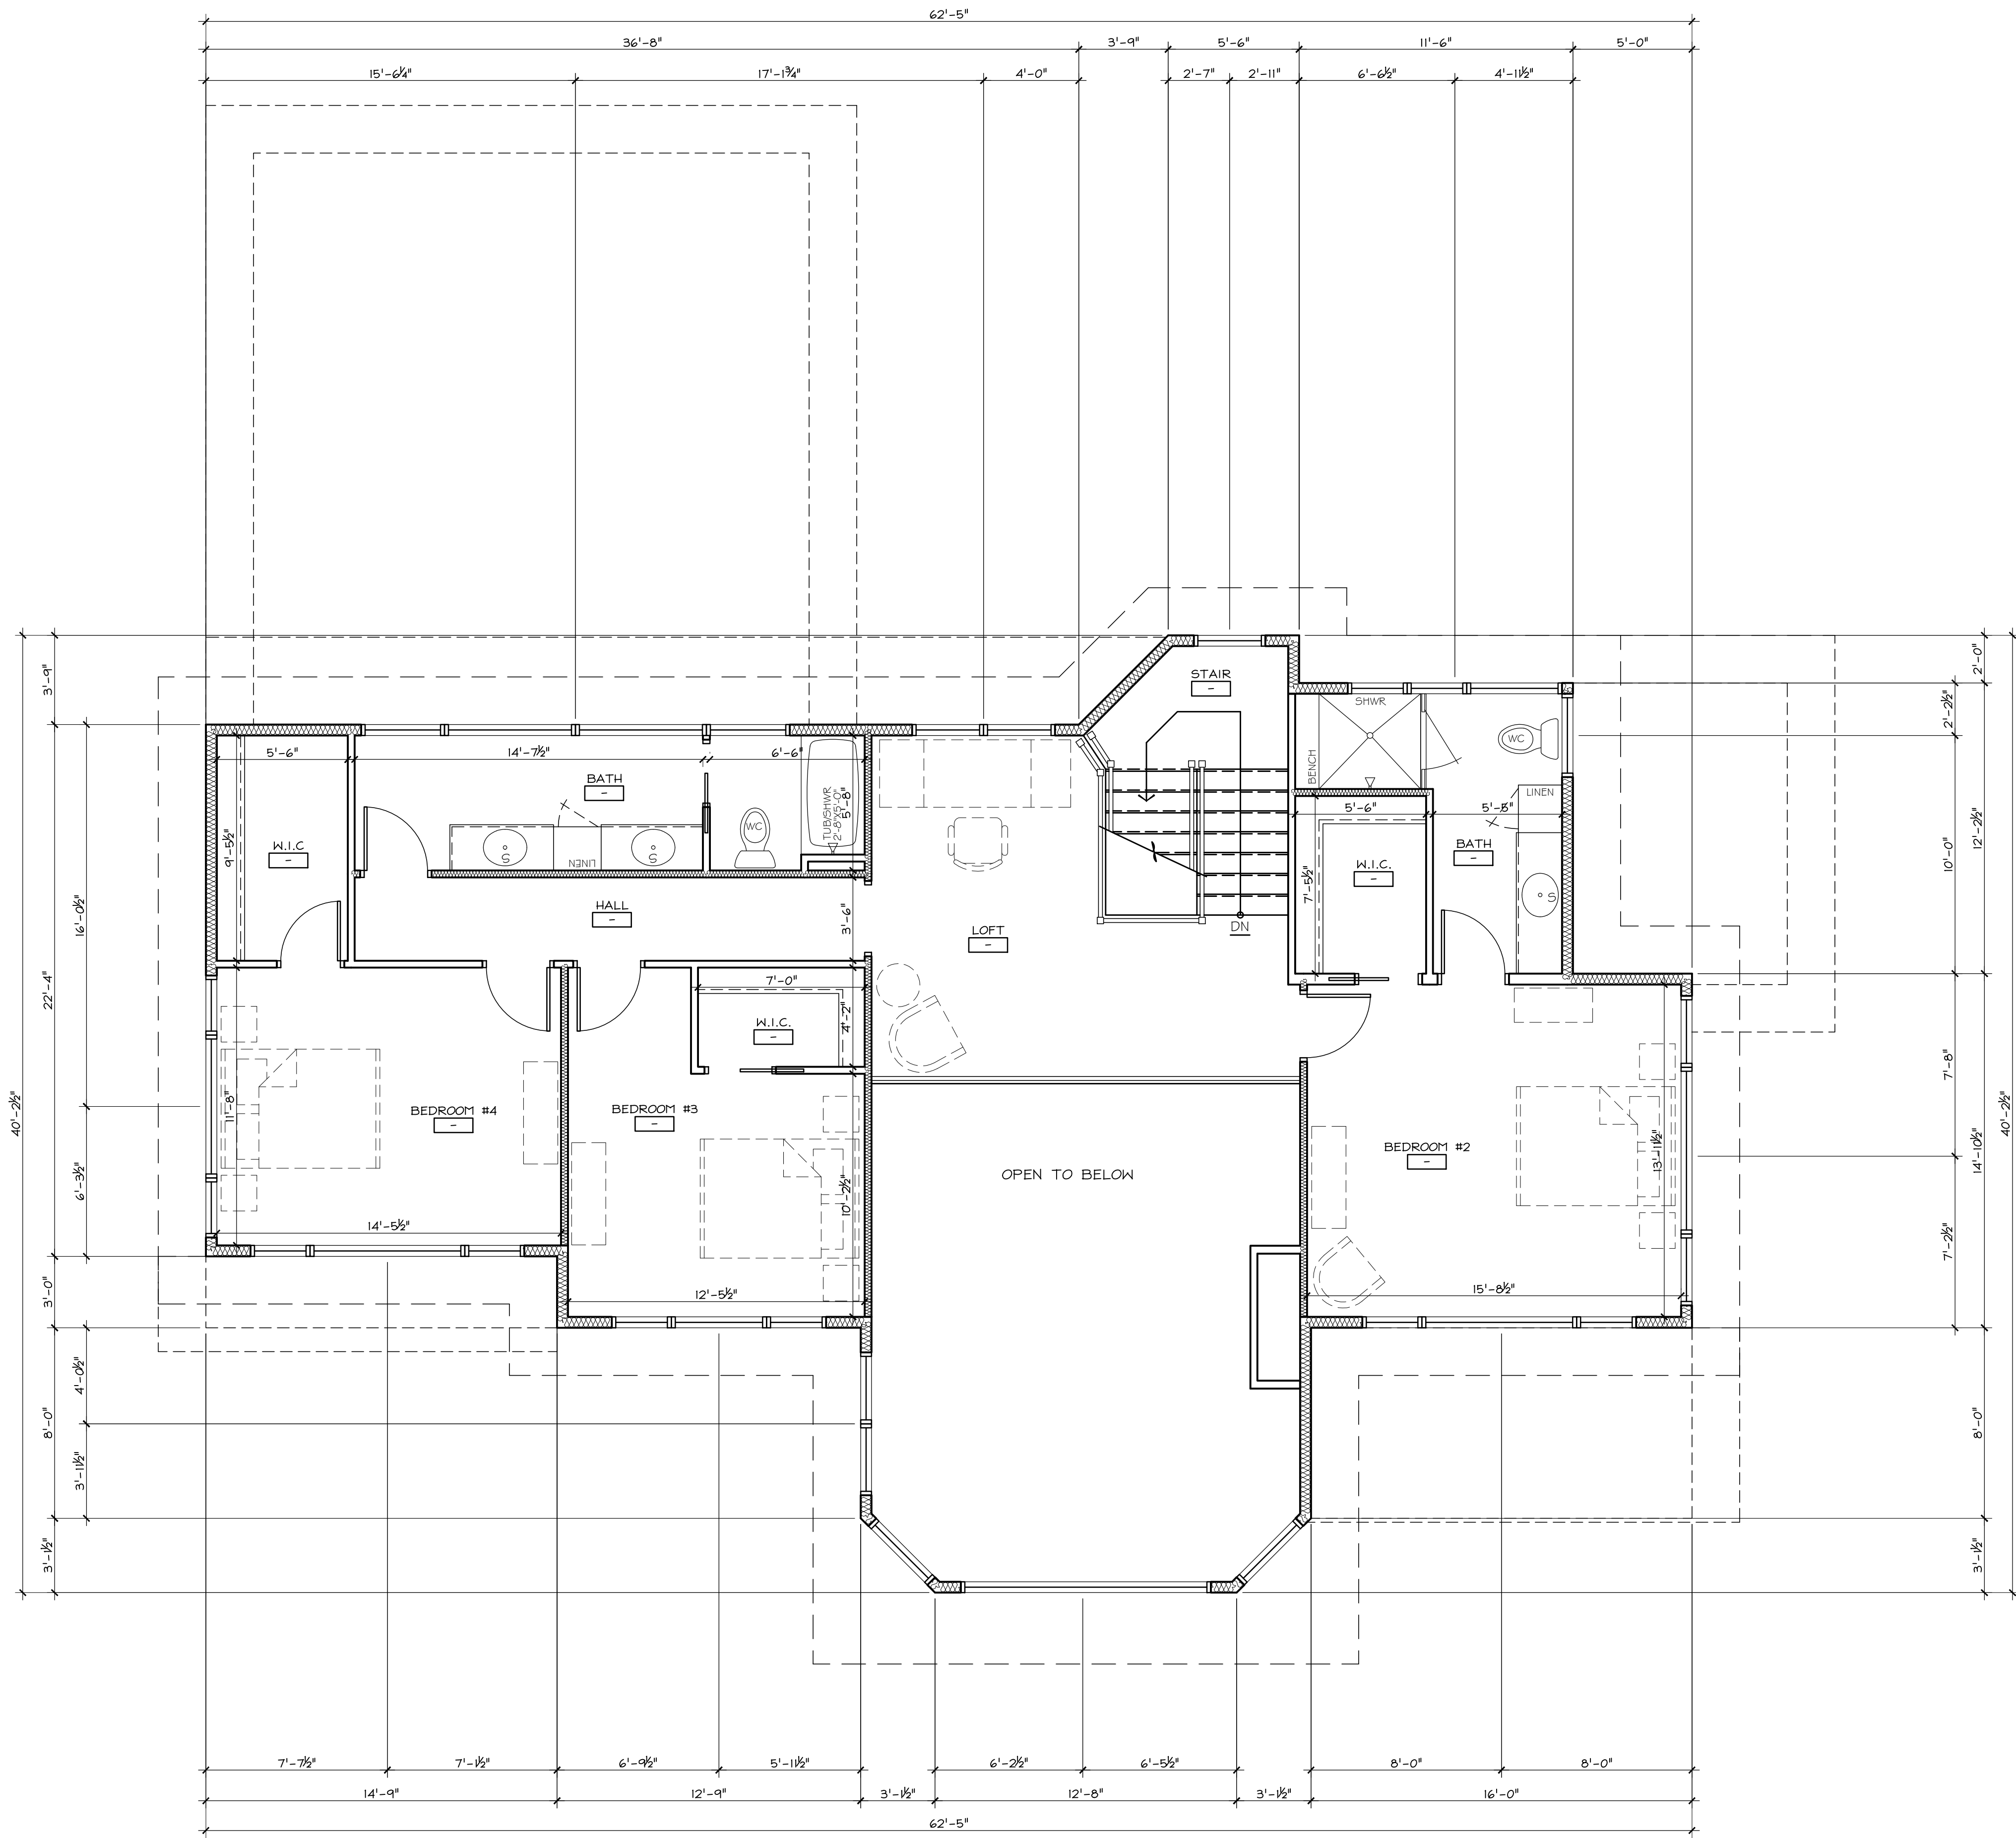 62'-5"
36'-8" 3'-9" 5'-6" 11'-6" 5'-0"
15'-6¼" 17'-1¾" 4'-0" 2'-7" 2'-11" 6'-6½" 4'-11½"
3'-9"
2'-0"
STAIR
-
SHWR
2'-2½"
WC
5'-6" 14'-7½" 6'-6"
BATH
-
BENCH
TUB/SHWR
2'-8"x5'-0"
5'-8"
WC
LINEN
5'-6" 5'-5"
12'-2½"
9'-5½"
W.I.C
-
S
LINEN
S
BATH
-
10'-0"
W.I.C.
-
7'-5½"
S
16'-0½"
HALL
-
3'-6"
LOFT
-
DN
22'-4"
7'-0"
W.I.C.
-
4'-2"
7'-8"
40'-2½"
11'-8"
BEDROOM #4
-
BEDROOM #3
-
40'-2½"
BEDROOM #2
-
13'-11½"
14'-10½"
OPEN TO BELOW
6'-3½"
10'-2½"
14'-5½"
7'-2½"
3'-0"
12'-5½"
15'-8½"
4'-0½"
8'-0"
8'-0"
3'-11½"
3'-1½"
3'-1½"
7'-7½" 7'-1½" 6'-9½" 5'-11½" 6'-2½" 6'-5½" 8'-0" 8'-0"
14'-9" 12'-9" 3'-1½" 12'-8" 3'-1½" 16'-0"
62'-5"